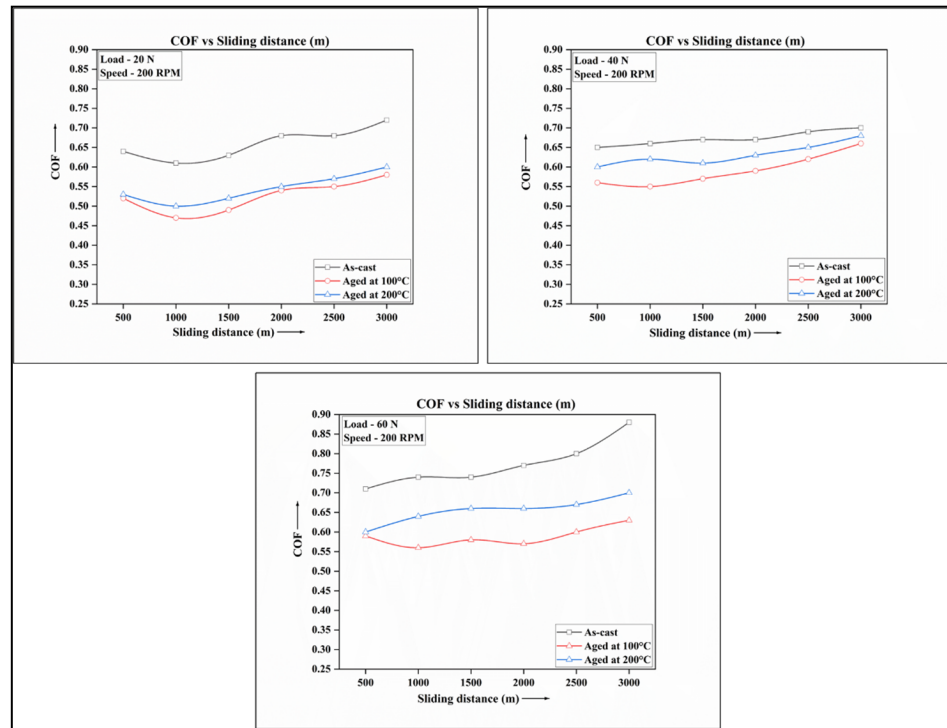 COF vs Sliding distance (m)
Load - 20 N
Speed - 200 RPM
0.90
0.85
0.80
0.75
0.70
0.65
0.60
0.55
0.50
0.45
0.40
0.35
0.30
0.25
COF
As-cast
Aged at 100°C
Aged at 200°C
500 1000 1500 2000 2500 3000
Sliding distance (m)
COF vs Sliding distance (m)
Load - 40 N
Speed - 200 RPM
0.90
0.85
0.80
0.75
0.70
0.65
0.60
0.55
0.50
0.45
0.40
0.35
0.30
0.25
COF
As-cast
Aged at 100°C
Aged at 200°C
500 1000 1500 2000 2500 3000
Sliding distance (m)
COF vs Sliding distance (m)
Load - 60 N
Speed - 200 RPM
0.90
0.85
0.80
0.75
0.70
0.65
0.60
0.55
0.50
0.45
0.40
0.35
0.30
0.25
COF
As-cast
Aged at 100°C
Aged at 200°C
500 1000 1500 2000 2500 3000
Sliding distance (m)